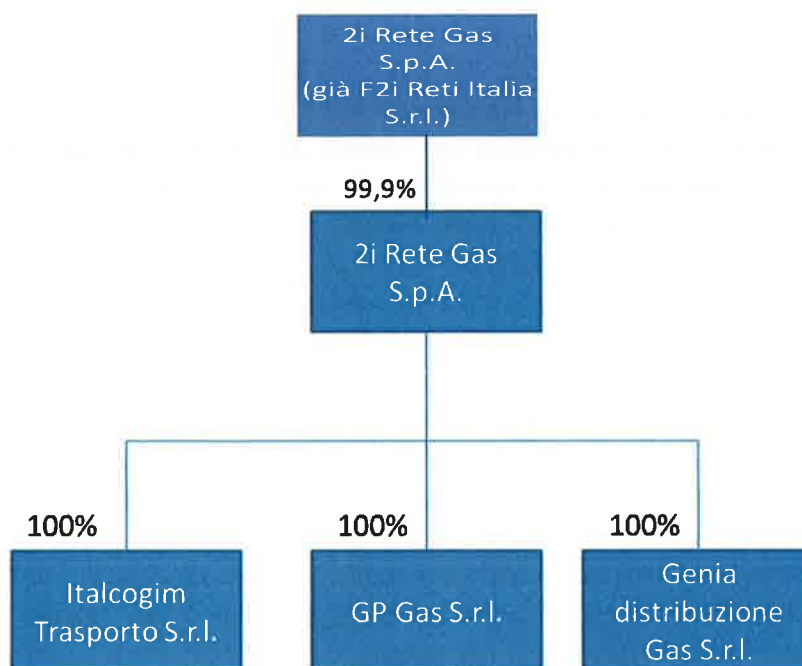 2i Rete Gas
S.p.A.
(già F2i Reti Italia
S.r.l.)
99,9%
2i Rete Gas
S.p.A.
100%
100%
100%
Italcogim
Trasporto S.r.l.
GP Gas S.r.l.
Genia
distribuzione
Gas S.r.l.